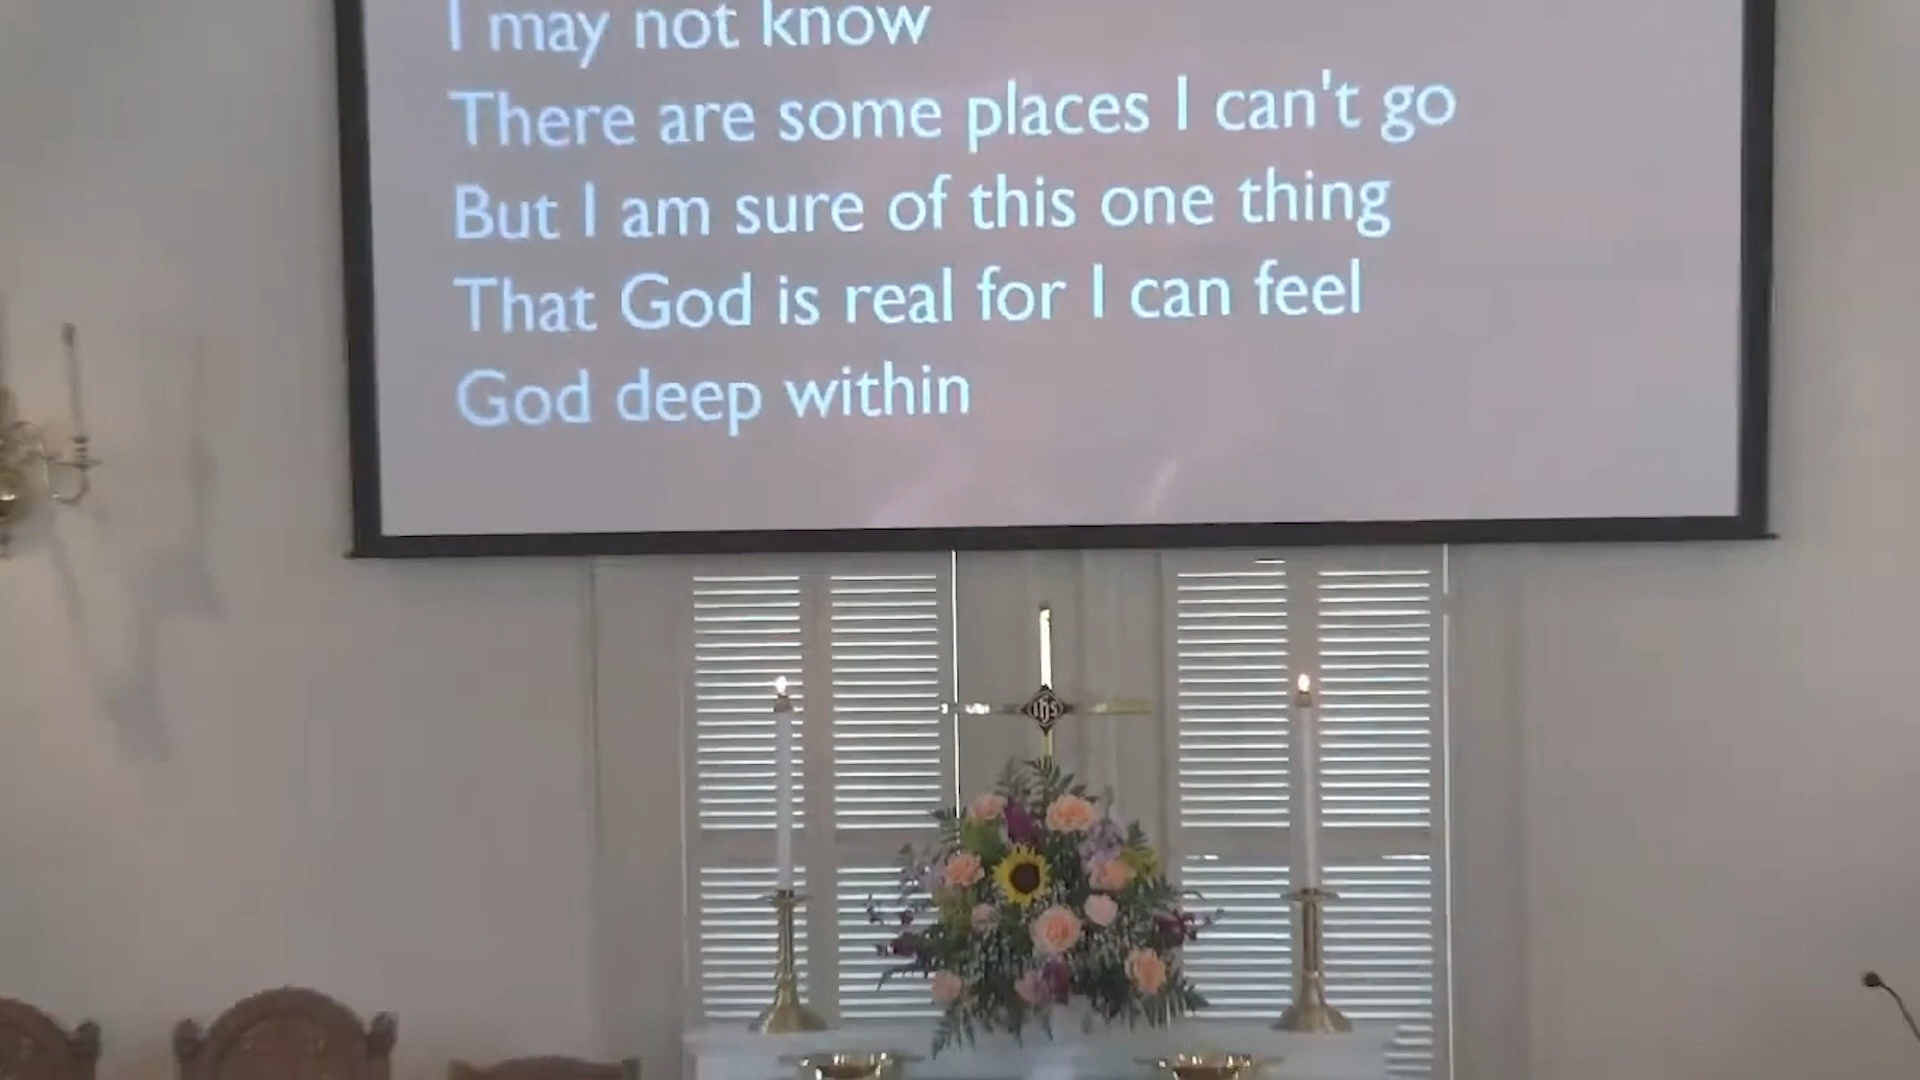 I may not know
There are some places I can't go
But I am sure of this one thing
That God is real for I can feel
God deep within
IHS